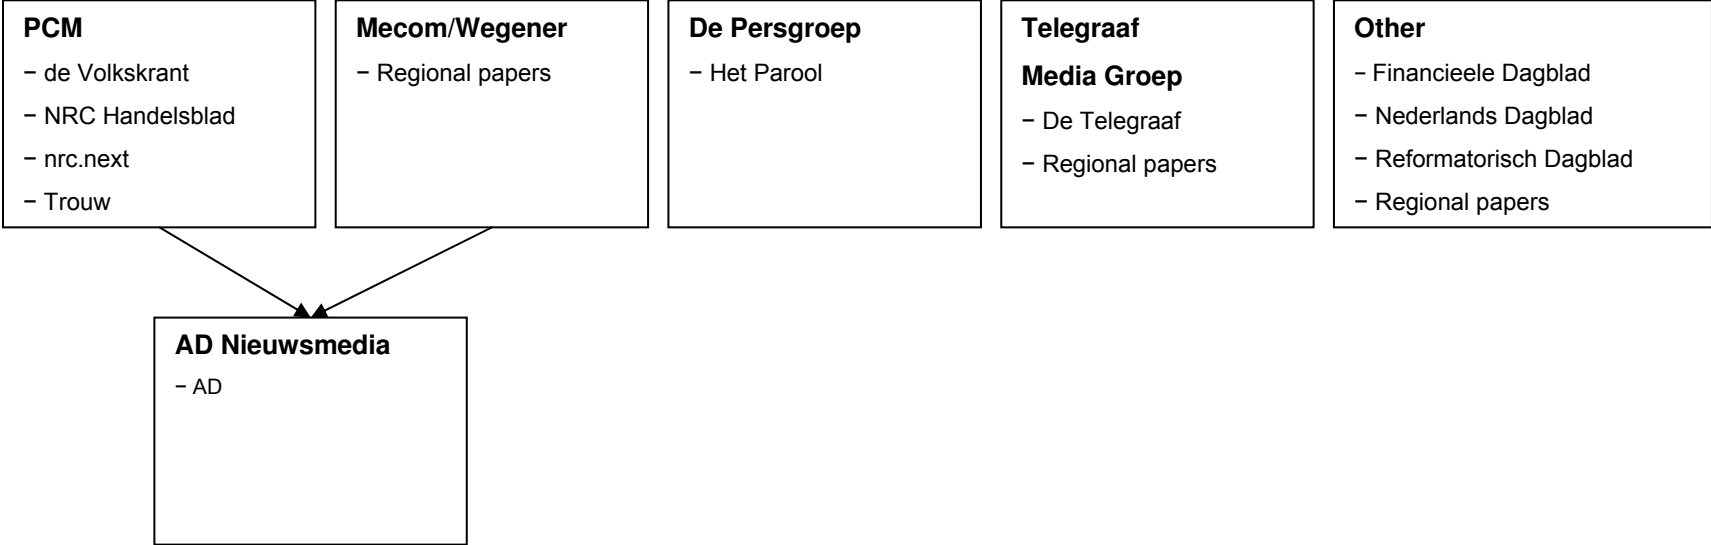 PCM
− de Volkskrant
− NRC Handelsblad
− nrc.next
− Trouw
Mecom/Wegener
− Regional papers
De Persgroep
− Het Parool
Telegraaf
Media Groep
− De Telegraaf
− Regional papers
Other
− Financieele Dagblad
− Nederlands Dagblad
− Reformatorisch Dagblad
− Regional papers
AD Nieuwsmedia
− AD